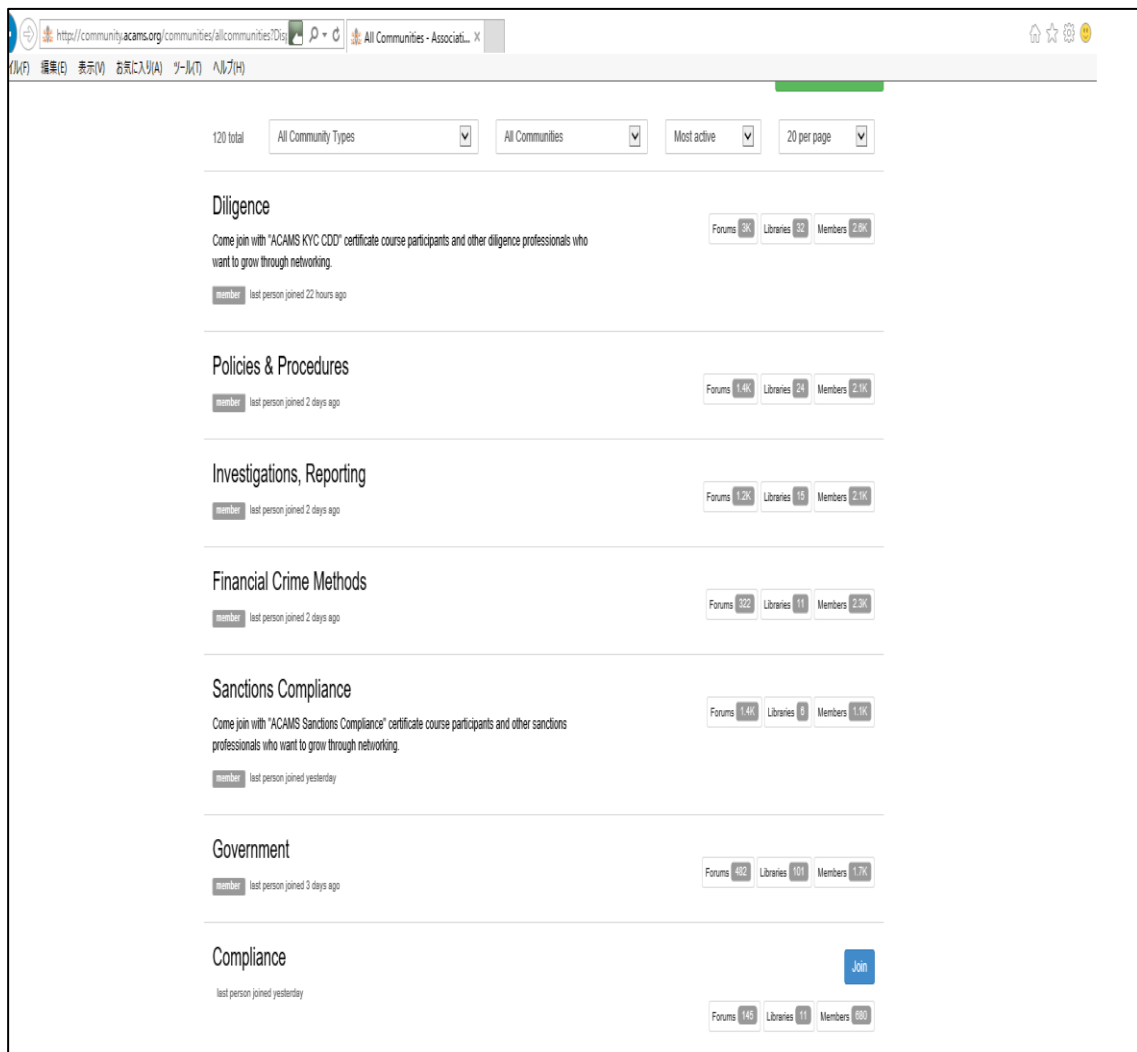 http://community.acams.org/communities/allcommunities?Dis
All Communities - Associati... ×
編集(E) 表示(V) お気に入り(A) ツール(T) ヘルプ(H)
120 total All Community Types All Communities Most active 20 per page
Diligence
Forums 3K Libraries 32 Members 2.6K
Come join with "ACAMS KYC CDD" certificate course participants and other diligence professionals who
want to grow through networking.
member last person joined 22 hours ago
Policies & Procedures
Forums 1.4K Libraries 24 Members 2.1K
member last person joined 2 days ago
Investigations, Reporting
Forums 1.2K Libraries 15 Members 2.1K
member last person joined 2 days ago
Financial Crime Methods
Forums 322 Libraries 11 Members 2.3K
member last person joined 2 days ago
Sanctions Compliance
Forums 1.4K Libraries 6 Members 1.1K
Come join with "ACAMS Sanctions Compliance" certificate course participants and other sanctions
professionals who want to grow through networking.
member last person joined yesterday
Government
Forums 482 Libraries 101 Members 1.7K
member last person joined 3 days ago
Compliance
Join
last person joined yesterday
Forums 145 Libraries 11 Members 680